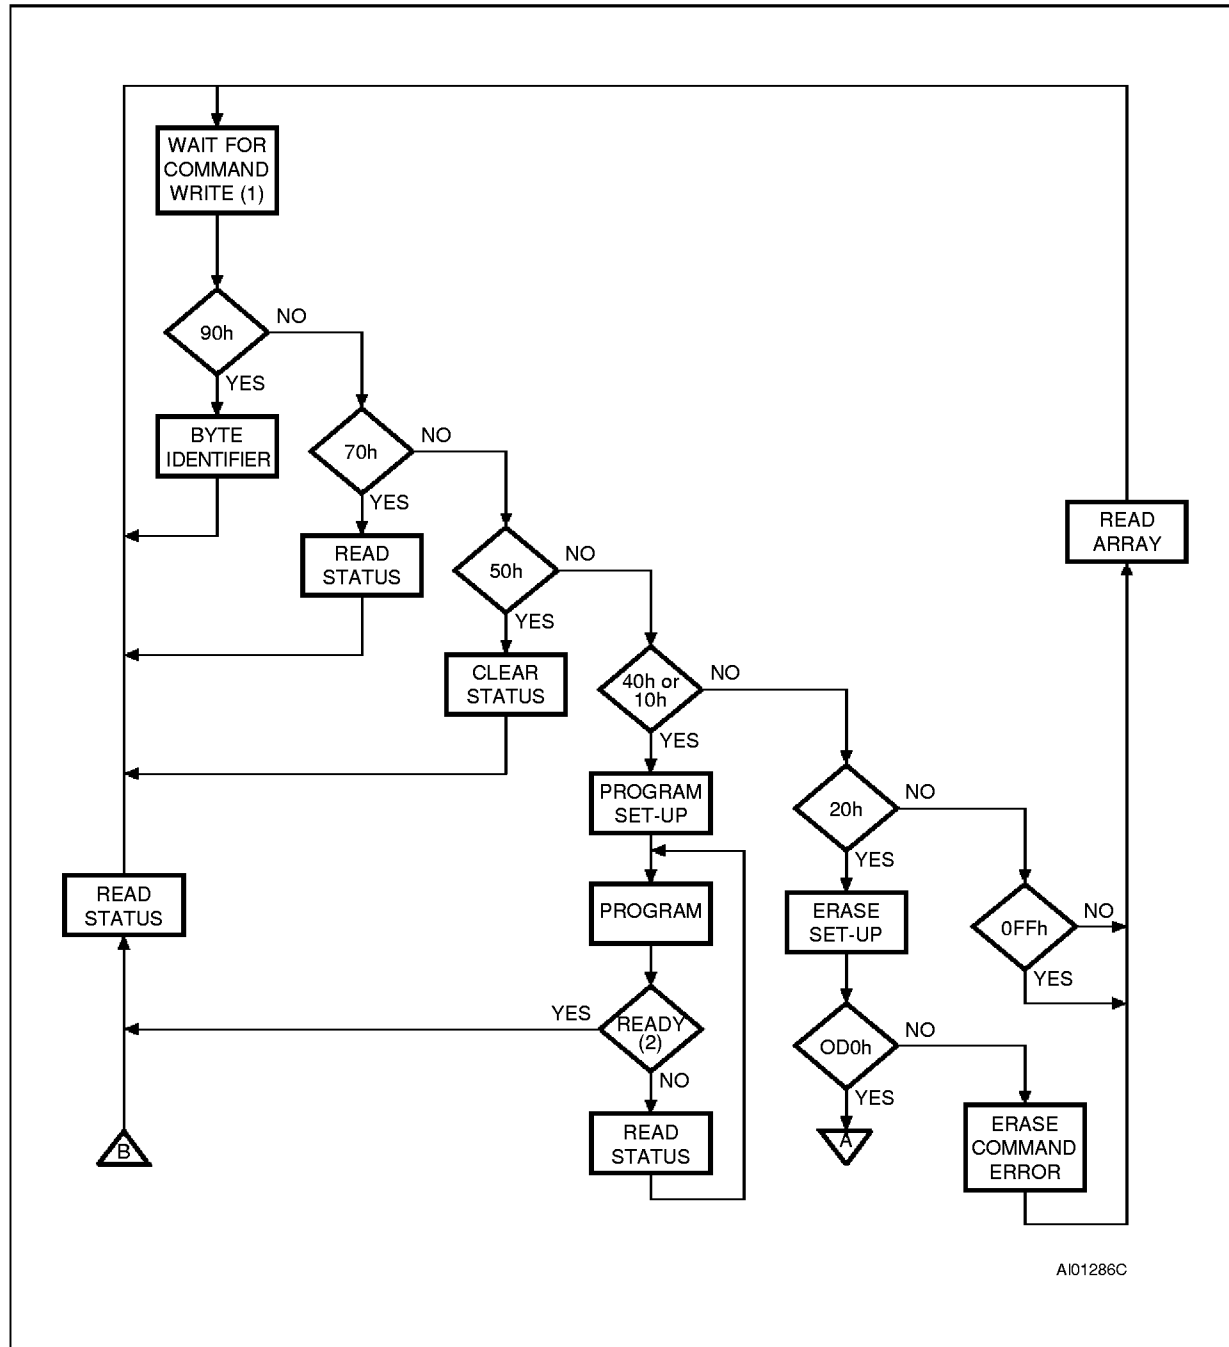 WAIT FOR
COMMAND
WRITE (1)
90h
NO
YES
BYTE
IDENTIFIER
70h
NO
YES
READ
STATUS
50h
NO
YES
CLEAR
STATUS
40h or
10h
NO
YES
PROGRAM
SET-UP
PROGRAM
READY
(2)
YES
NO
READ
STATUS
20h
NO
YES
ERASE
SET-UP
OD0h
NO
YES
A
ERASE
COMMAND
ERROR
0FFh
NO
YES
READ
ARRAY
READ
STATUS
B
AI01286C